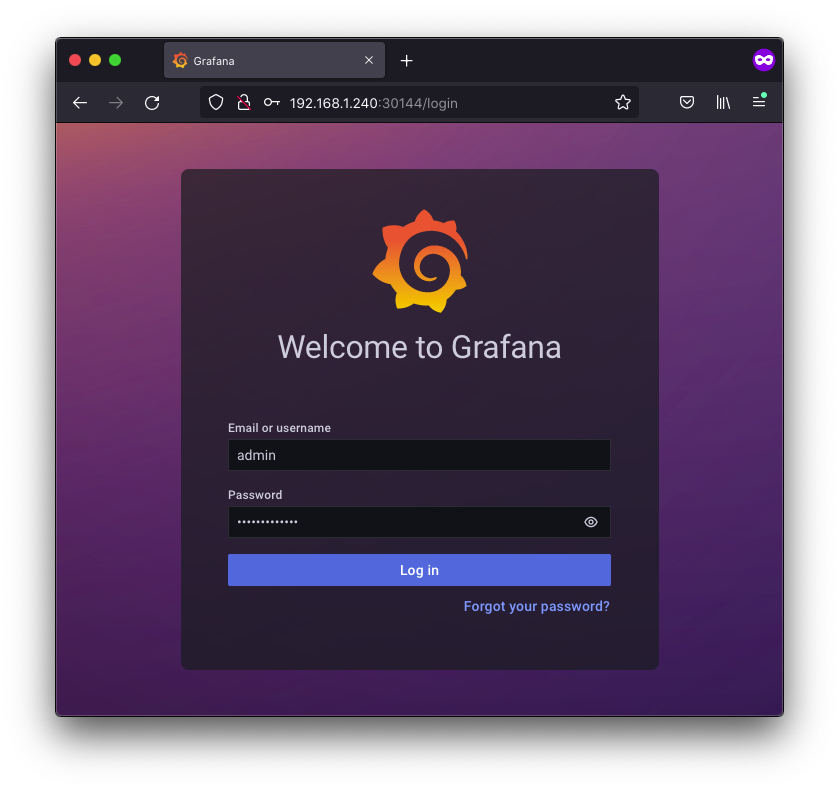 Grafana
192.168.1.240:30144/login
Welcome to Grafana
Email or username
admin
Password
•••••••••••••
Log in
Forgot your password?